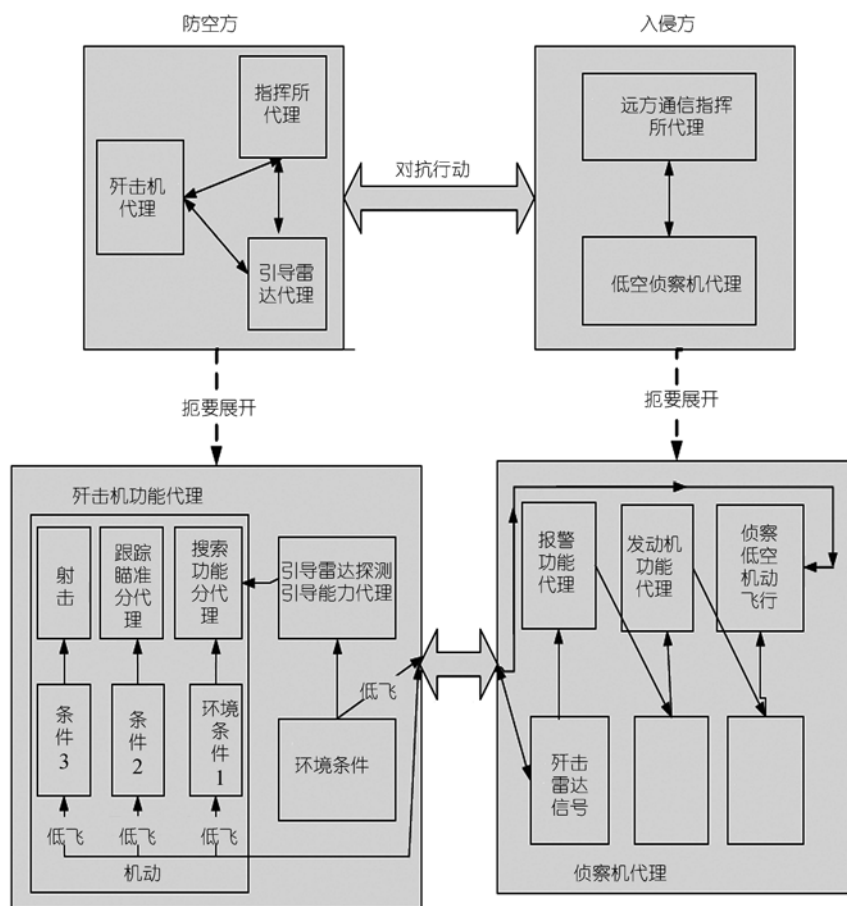 防空方
入侵方
指挥所
代理
歼击机
代理
引导雷
达代理
对抗行动
远方通信指挥
所代理
低空侦察机代理
扼要展开
扼要展开
歼击机功能代理
射
击
跟踪
瞄准
分代
理
搜索
功能
分代
理
引导雷达探测
引导能力代理
条
件
3
条
件
2
环境
条
件
1
环境条件
低飞
低飞
低飞
低飞
机动
报警
功能
代理
发动机
功能
代理
侦察
低空
机动
飞行
歼击
雷达
信号
侦察机代理